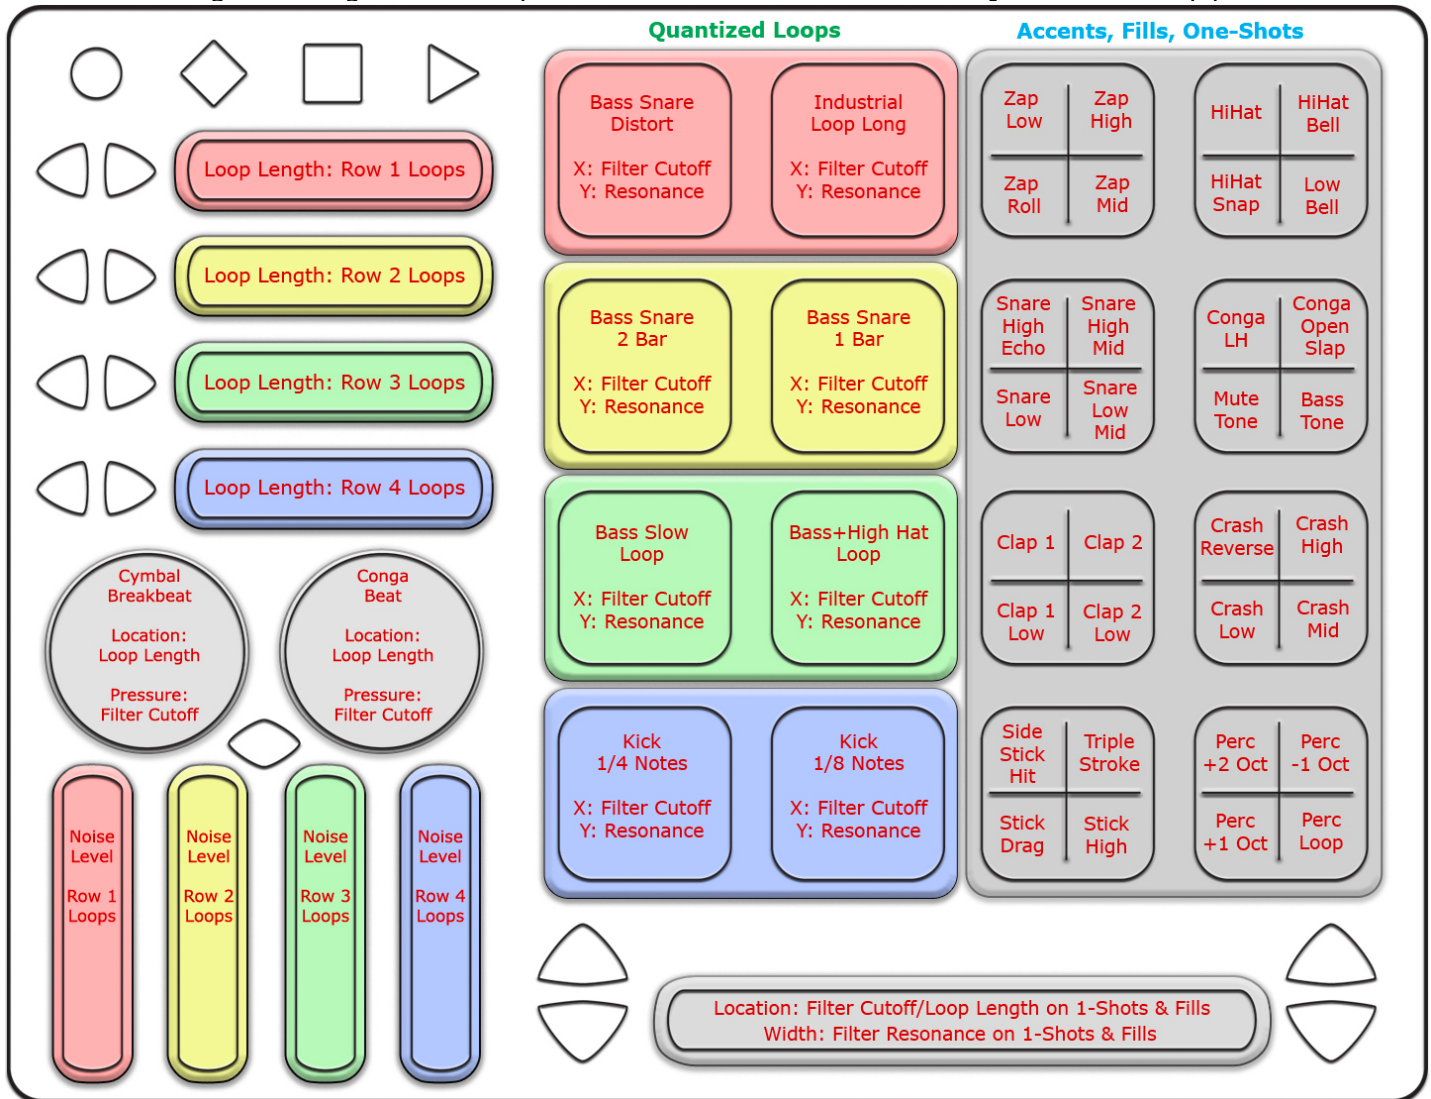 Quantized Loops
Accents, Fills, One-Shots
Loop Length: Row 1 Loops
Loop Length: Row 2 Loops
Loop Length: Row 3 Loops
Loop Length: Row 4 Loops
Cymbal
Breakbeat
Location:
Loop Length
Pressure:
Filter Cutoff
Conga
Beat
Location:
Loop Length
Pressure:
Filter Cutoff
Noise
Level
Row 1
Loops
Noise
Level
Row 2
Loops
Noise
Level
Row 3
Loops
Noise
Level
Row 4
Loops
Bass Snare
Distort
X: Filter Cutoff
Y: Resonance
Industrial
Loop Long
X: Filter Cutoff
Y: Resonance
Bass Snare
2 Bar
X: Filter Cutoff
Y: Resonance
Bass Snare
1 Bar
X: Filter Cutoff
Y: Resonance
Bass Slow
Loop
X: Filter Cutoff
Y: Resonance
Bass+High Hat
Loop
X: Filter Cutoff
Y: Resonance
Kick
1/4 Notes
X: Filter Cutoff
Y: Resonance
Kick
1/8 Notes
X: Filter Cutoff
Y: Resonance
Zap
Low
Zap
High
Zap
Roll
Zap
Mid
HiHat
HiHat
Bell
HiHat
Snap
Low
Bell
Snare
High
Echo
Snare
High
Mid
Snare
Low
Snare
Low
Mid
Conga
LH
Conga
Open
Slap
Mute
Tone
Bass
Tone
Clap 1
Clap 2
Clap 1
Low
Clap 2
Low
Crash
Reverse
Crash
High
Crash
Low
Crash
Mid
Side
Stick
Hit
Triple
Stroke
Stick
Drag
Stick
High
Perc
+2 Oct
Perc
-1 Oct
Perc
+1 Oct
Perc
Loop
Location: Filter Cutoff/Loop Length on 1-Shots & Fills
Width: Filter Resonance on 1-Shots & Fills